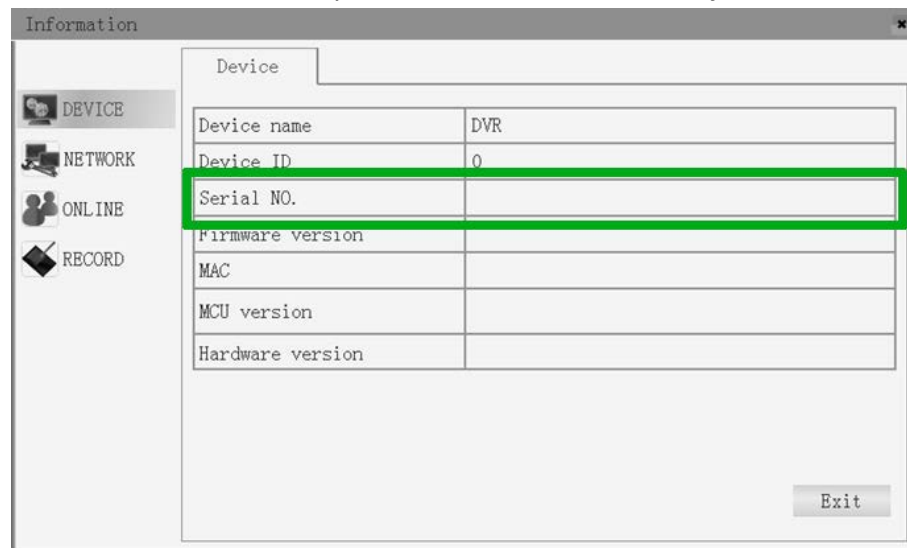 Information
Device
DEVICE
NETWORK
ONLINE
RECORD
Device name DVR
Device ID 0
Serial NO.
Firmware version
MAC
MCU version
Hardware version
Exit